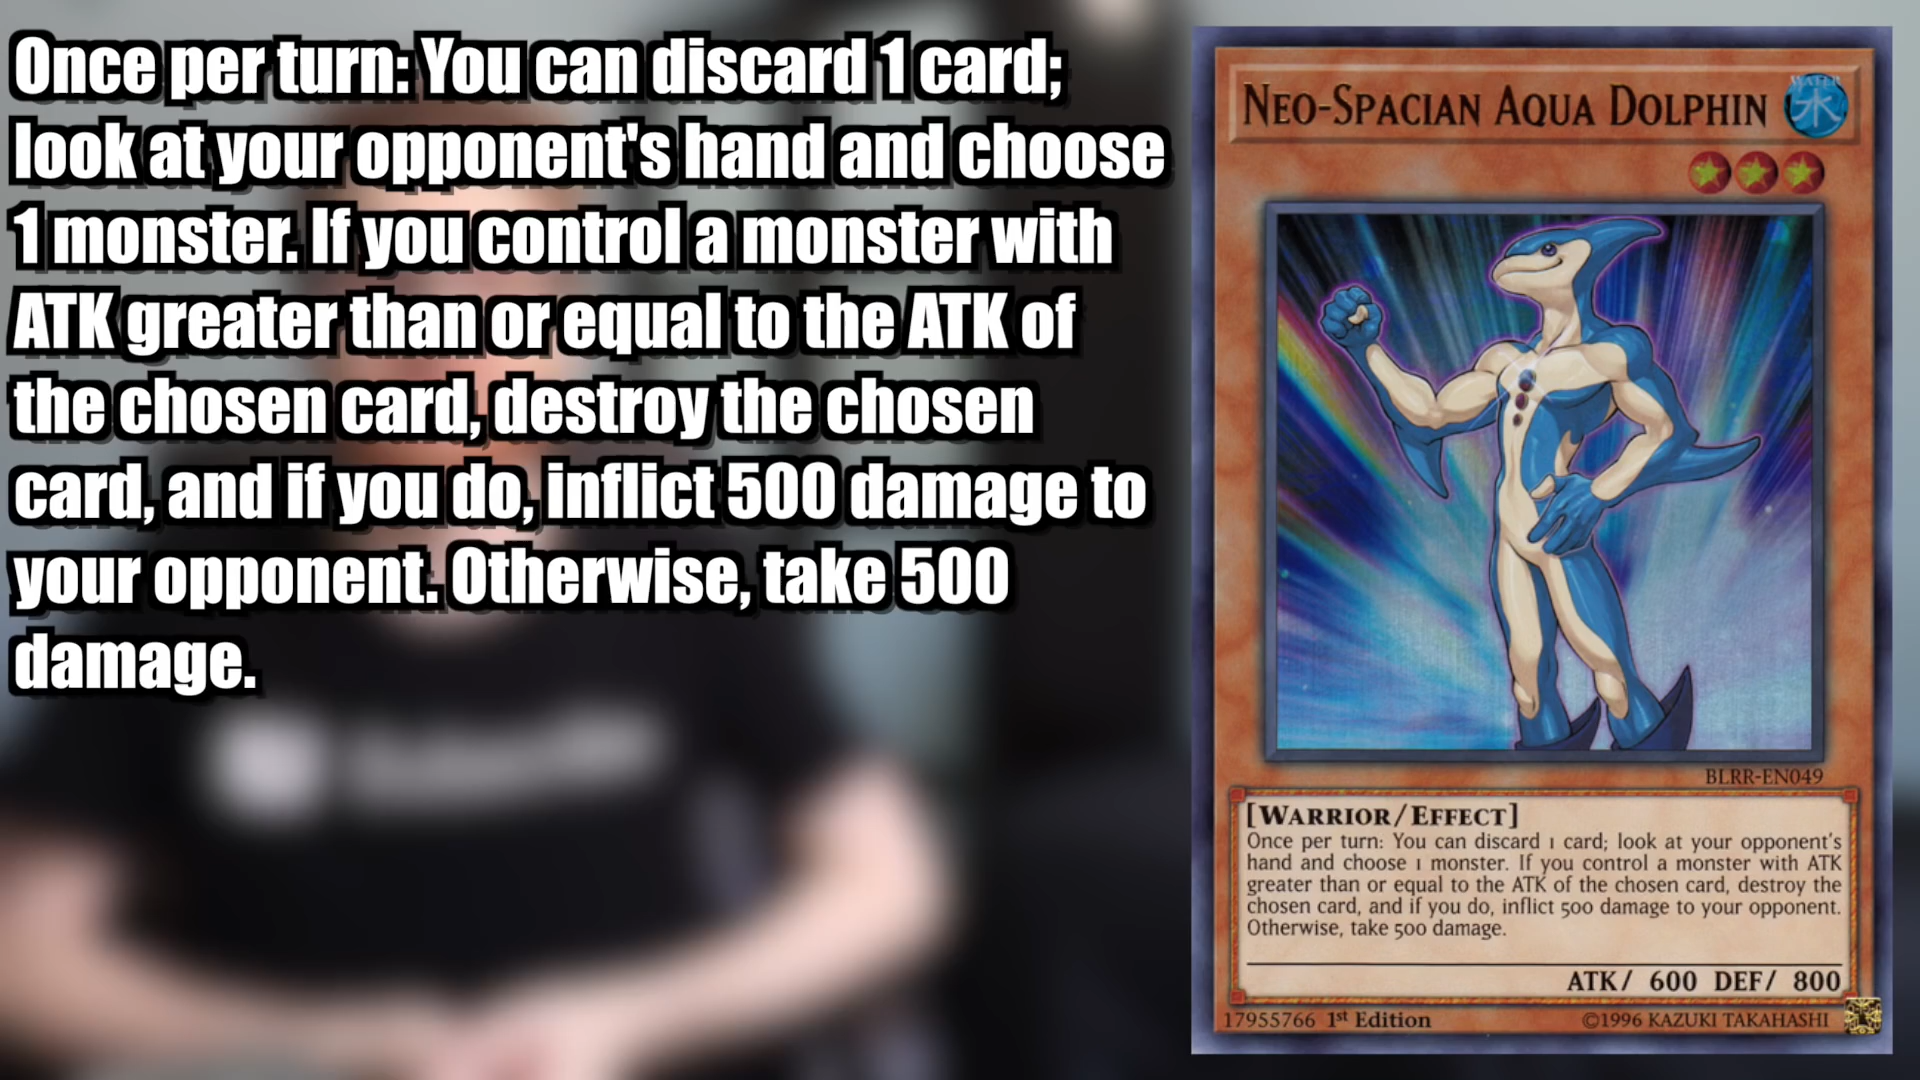 Once per turn: You can discard 1 card;
look at your opponent's hand and choose
1 monster. If you control a monster with
ATK greater than or equal to the ATK of
the chosen card, destroy the chosen
card, and if you do, inflict 500 damage to
your opponent. Otherwise, take 500
damage.
NEO-SPACIAN AQUA DOLPHIN
WATER
水
BLRR-EN049
[WARRIOR/EFFECT]
Once per turn: You can discard 1 card; look at your opponent's
hand and choose 1 monster. If you control a monster with ATK
greater than or equal to the ATK of the chosen card, destroy the
chosen card, and if you do, inflict 500 damage to your opponent.
Otherwise, take 500 damage.
ATK/ 600 DEF/ 800
17955766 1st Edition
©1996 KAZUKI TAKAHASHI